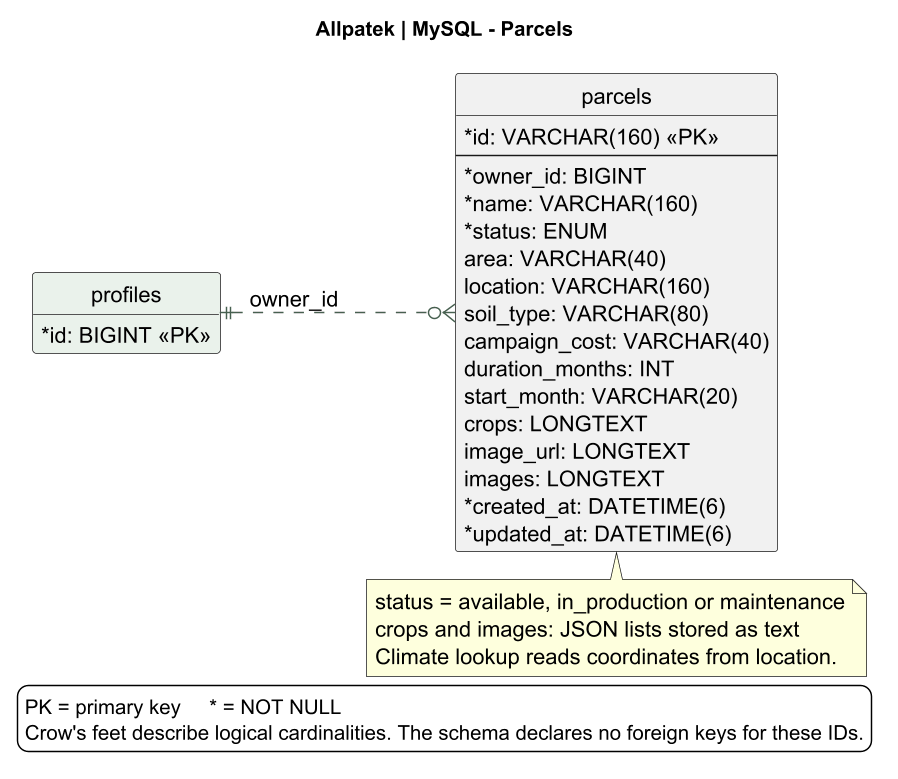 Allpatek | MySQL - Parcels
parcels
*id: VARCHAR(160) «PK»
*owner_id: BIGINT
*name: VARCHAR(160)
*status: ENUM
area: VARCHAR(40)
location: VARCHAR(160)
soil_type: VARCHAR(80)
campaign_cost: VARCHAR(40)
duration_months: INT
start_month: VARCHAR(20)
crops: LONGTEXT
image_url: LONGTEXT
images: LONGTEXT
*created_at: DATETIME(6)
*updated_at: DATETIME(6)
profiles
*id: BIGINT «PK»
owner_id
status = available, in_production or maintenance
crops and images: JSON lists stored as text
Climate lookup reads coordinates from location.
PK = primary key * = NOT NULL
Crow's feet describe logical cardinalities. The schema declares no foreign keys for these IDs.